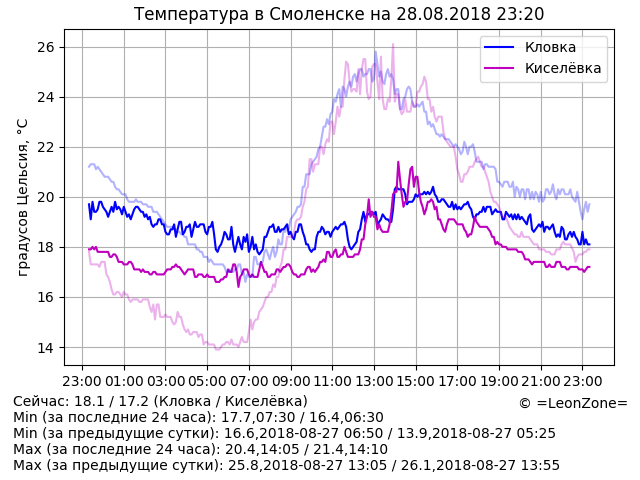 Температура в Смоленске на 28.08.2018 23:20
Кловка
Киселёвка
градусов Цельсия, °C
26
24
22
20
18
16
14
23:00 01:00 03:00 05:00 07:00 09:00 11:00 13:00 15:00 17:00 19:00 21:00 23:00
Сейчас: 18.1 / 17.2 (Кловка / Киселёвка)
© =LeonZone=
Min (за последние 24 часа): 17.7,07:30 / 16.4,06:30
Min (за предыдущие сутки): 16.6,2018-08-27 06:50 / 13.9,2018-08-27 05:25
Max (за последние 24 часа): 20.4,14:05 / 21.4,14:10
Max (за предыдущие сутки): 25.8,2018-08-27 13:05 / 26.1,2018-08-27 13:55